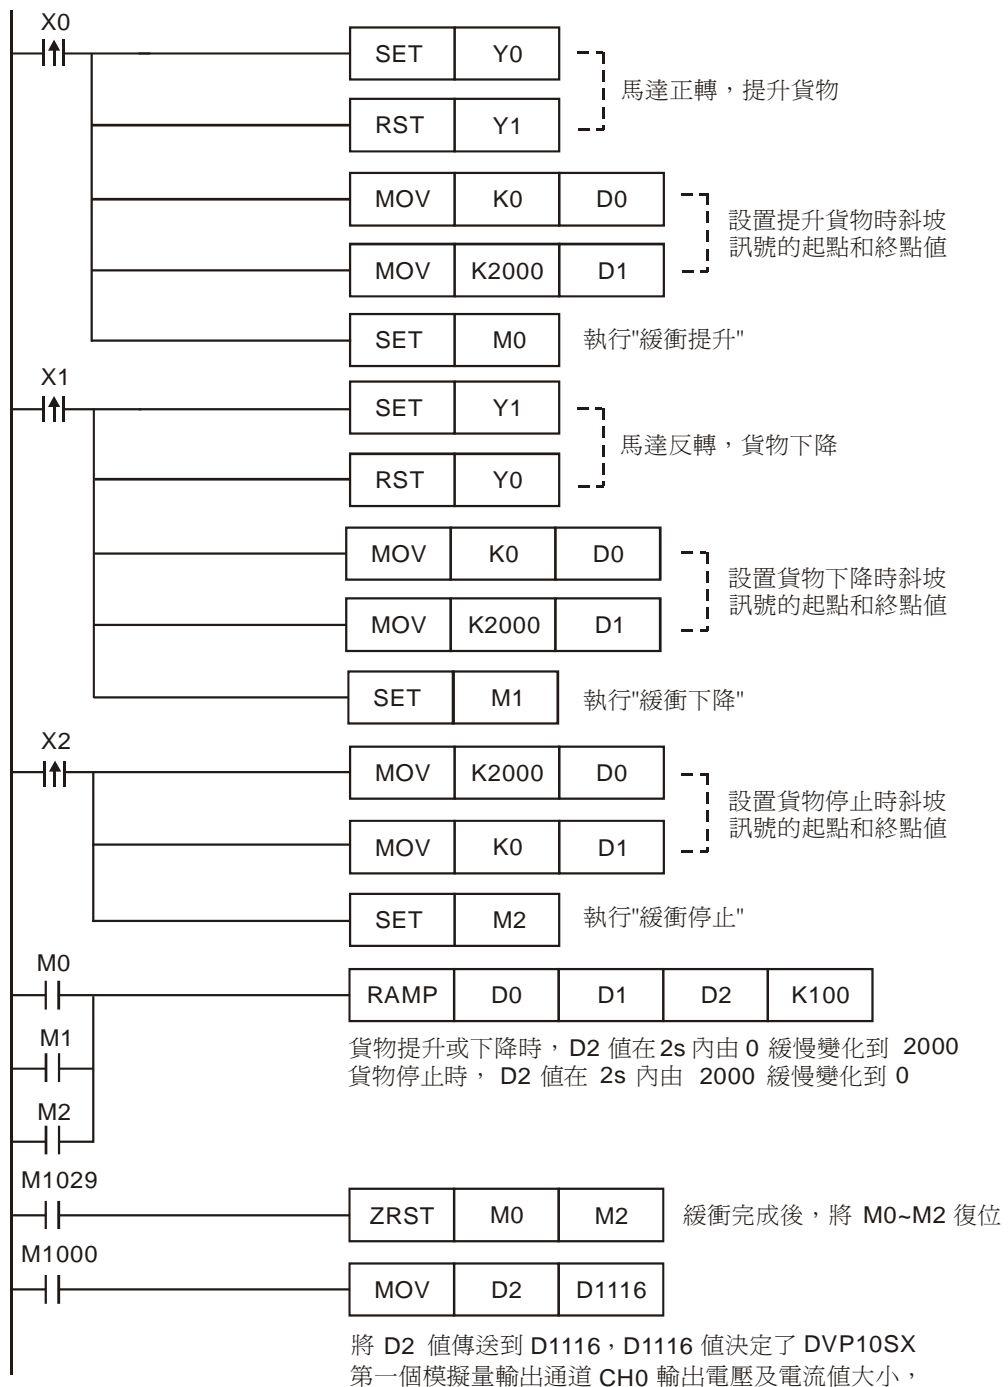 X0
SET Y0
馬達正轉，提升貨物
RST Y1
MOV K0 D0
設置提升貨物時斜坡
訊號的起點和終點值
MOV K2000 D1
SET M0 執行"緩衝提升"
X1
SET Y1
馬達反轉，貨物下降
RST Y0
MOV K0 D0
設置貨物下降時斜坡
訊號的起點和終點值
MOV K2000 D1
SET M1 執行"緩衝下降"
X2
MOV K2000 D0
設置貨物停止時斜坡
訊號的起點和終點值
MOV K0 D1
SET M2 執行"緩衝停止"
M0
RAMP D0 D1 D2 K100
M1
貨物提升或下降時，D2 值在 2s 內由 0 緩慢變化到 2000
貨物停止時， D2 值在 2s 內由 2000 緩慢變化到 0
M2
M1029
ZRST M0 M2 緩衝完成後，將 M0~M2 復位
M1000
MOV D2 D1116
將 D2 值傳送到 D1116，D1116 值決定了 DVP10SX
第一個模擬量輸出通道 CH0 輸出電壓及電流值大小，